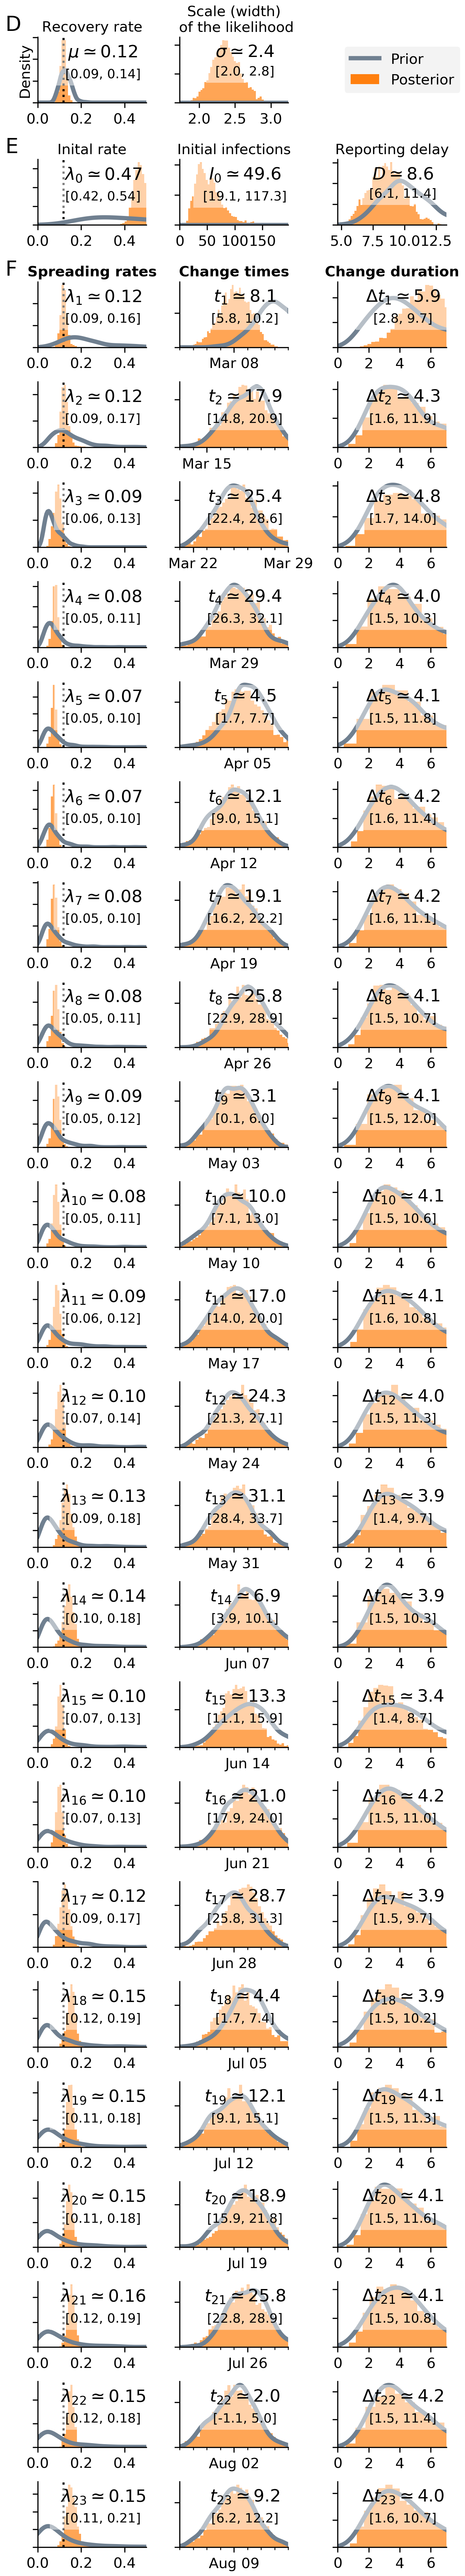 D
Recovery rate
Scale (width)
of the likelihood
Density
μ ≃ 0.12
[0.09, 0.14]
σ ≃ 2.4
[2.0, 2.8]
Prior
Posterior
0.0 0.2 0.4
2.0 2.5 3.0
E
Inital rate
Initial infections
Reporting delay
λ0 ≃ 0.47
[0.42, 0.54]
I0 ≃ 49.6
[19.1, 117.3]
D ≃ 8.6
[6.1, 11.4]
0.0 0.2 0.4
0 50 100 150
5.0 7.5 10.0 12.5
F
Spreading rates
Change times
Change duration
λ1 ≃ 0.12
[0.09, 0.16]
t1 ≃ 8.1
[5.8, 10.2]
Δt1 ≃ 5.9
[2.8, 9.7]
0.0 0.2 0.4
Mar 08
2 4 6
λ2 ≃ 0.12
[0.09, 0.17]
t2 ≃ 17.9
[14.8, 20.9]
Δt2 ≃ 4.3
[1.6, 11.9]
0.0 0.2 0.4
Mar 15
0 2 4 6
λ3 ≃ 0.09
[0.06, 0.13]
t3 ≃ 25.4
[22.4, 28.6]
Δt3 ≃ 4.8
[1.7, 14.0]
0.0 0.2 0.4
Mar 22 Mar 29
0 2 4 6
λ4 ≃ 0.08
[0.05, 0.11]
t4 ≃ 29.4
[26.3, 32.1]
Δt4 ≃ 4.0
[1.5, 10.3]
0.0 0.2 0.4
Mar 29
0 2 4 6
λ5 ≃ 0.07
[0.05, 0.10]
t5 ≃ 4.5
[1.7, 7.7]
Δt5 ≃ 4.1
[1.5, 11.8]
0.0 0.2 0.4
Apr 05
0 2 4 6
λ6 ≃ 0.07
[0.05, 0.10]
t6 ≃ 12.1
[9.0, 15.1]
Δt6 ≃ 4.2
[1.6, 11.4]
0.0 0.2 0.4
Apr 12
0 2 4 6
λ7 ≃ 0.08
[0.05, 0.10]
t7 ≃ 19.1
[16.2, 22.2]
Δt7 ≃ 4.2
[1.6, 11.1]
0.0 0.2 0.4
Apr 19
0 2 4 6
λ8 ≃ 0.08
[0.05, 0.11]
t8 ≃ 25.8
[22.9, 28.9]
Δt8 ≃ 4.1
[1.5, 10.7]
0.0 0.2 0.4
Apr 26
0 2 4 6
λ9 ≃ 0.09
[0.05, 0.12]
t9 ≃ 3.1
[0.1, 6.0]
Δt9 ≃ 4.1
[1.5, 12.0]
0.0 0.2 0.4
May 03
0 2 4 6
λ10 ≃ 0.08
[0.05, 0.11]
t10 ≃ 10.0
[7.1, 13.0]
Δt10 ≃ 4.1
[1.5, 10.6]
0.0 0.2 0.4
May 10
0 2 4 6
λ11 ≃ 0.09
[0.06, 0.12]
t11 ≃ 17.0
[14.0, 20.0]
Δt11 ≃ 4.1
[1.6, 10.8]
0.0 0.2 0.4
May 17
0 2 4 6
λ12 ≃ 0.10
[0.07, 0.14]
t12 ≃ 24.3
[21.3, 27.1]
Δt12 ≃ 4.0
[1.5, 11.3]
0.0 0.2 0.4
May 24
0 2 4 6
λ13 ≃ 0.13
[0.09, 0.18]
t13 ≃ 31.1
[28.4, 33.7]
Δt13 ≃ 3.9
[1.4, 9.7]
0.0 0.2 0.4
May 31
0 2 4 6
λ14 ≃ 0.14
[0.10, 0.18]
t14 ≃ 6.9
[3.9, 10.1]
Δt14 ≃ 3.9
[1.5, 10.3]
0.0 0.2 0.4
Jun 07
0 2 4 6
λ15 ≃ 0.10
[0.07, 0.13]
t15 ≃ 13.3
[11.1, 15.9]
Δt15 ≃ 3.4
[1.4, 8.7]
0.0 0.2 0.4
Jun 14
0 2 4 6
λ16 ≃ 0.10
[0.07, 0.13]
t16 ≃ 21.0
[17.9, 24.0]
Δt16 ≃ 4.2
[1.5, 11.0]
0.0 0.2 0.4
Jun 21
0 2 4 6
λ17 ≃ 0.12
[0.09, 0.17]
t17 ≃ 28.7
[25.8, 31.3]
Δt17 ≃ 3.9
[1.5, 9.7]
0.0 0.2 0.4
Jun 28
0 2 4 6
λ18 ≃ 0.15
[0.12, 0.19]
t18 ≃ 4.4
[1.7, 7.4]
Δt18 ≃ 3.9
[1.5, 10.2]
0.0 0.2 0.4
Jul 05
0 2 4 6
λ19 ≃ 0.15
[0.11, 0.18]
t19 ≃ 12.1
[9.1, 15.1]
Δt19 ≃ 4.1
[1.5, 11.3]
0.0 0.2 0.4
Jul 12
0 2 4 6
λ20 ≃ 0.15
[0.11, 0.18]
t20 ≃ 18.9
[15.9, 21.8]
Δt20 ≃ 4.1
[1.5, 11.6]
0.0 0.2 0.4
Jul 19
0 2 4 6
λ21 ≃ 0.16
[0.12, 0.19]
t21 ≃ 25.8
[22.8, 28.9]
Δt21 ≃ 4.1
[1.5, 10.8]
0.0 0.2 0.4
Jul 26
0 2 4 6
λ22 ≃ 0.15
[0.12, 0.18]
t22 ≃ 2.0
[-1.1, 5.0]
Δt22 ≃ 4.2
[1.5, 11.4]
0.0 0.2 0.4
Aug 02
0 2 4 6
λ23 ≃ 0.15
[0.11, 0.21]
t23 ≃ 9.2
[6.2, 12.2]
Δt23 ≃ 4.0
[1.6, 10.7]
0.0 0.2 0.4
Aug 09
0 2 4 6